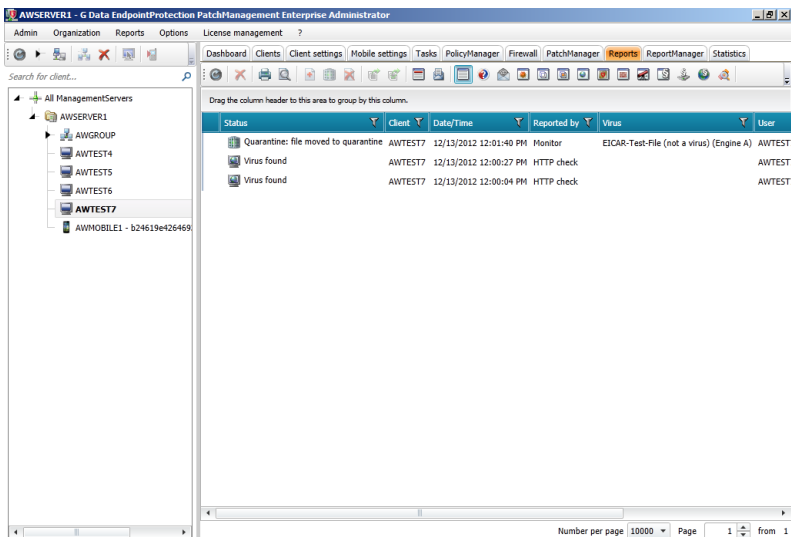 AWSERVER1 - G Data EndpointProtection PatchManagement Enterprise Administrator
Admin Organization Reports Options License management ?
Dashboard Clients Client settings Mobile settings Tasks PolicyManager Firewall PatchManager Reports ReportManager Statistics
Search for client...
All ManagementServers
AWSERVER1
AWGROUP
AWTEST4
AWTEST5
AWTEST6
AWTEST7
AWMOBILE1 - b24619e426469
Drag the column header to this area to group by this column.
Status Client Date/Time Reported by Virus User
Quarantine: file moved to quarantine AWTEST7 12/13/2012 12:01:40 PM Monitor EICAR-Test-File (not a virus) (Engine A) AWTEST
Virus found AWTEST7 12/13/2012 12:00:27 PM HTTP check AWTEST
Virus found AWTEST7 12/13/2012 12:00:04 PM HTTP check AWTEST
Number per page 10000 Page 1 from 1